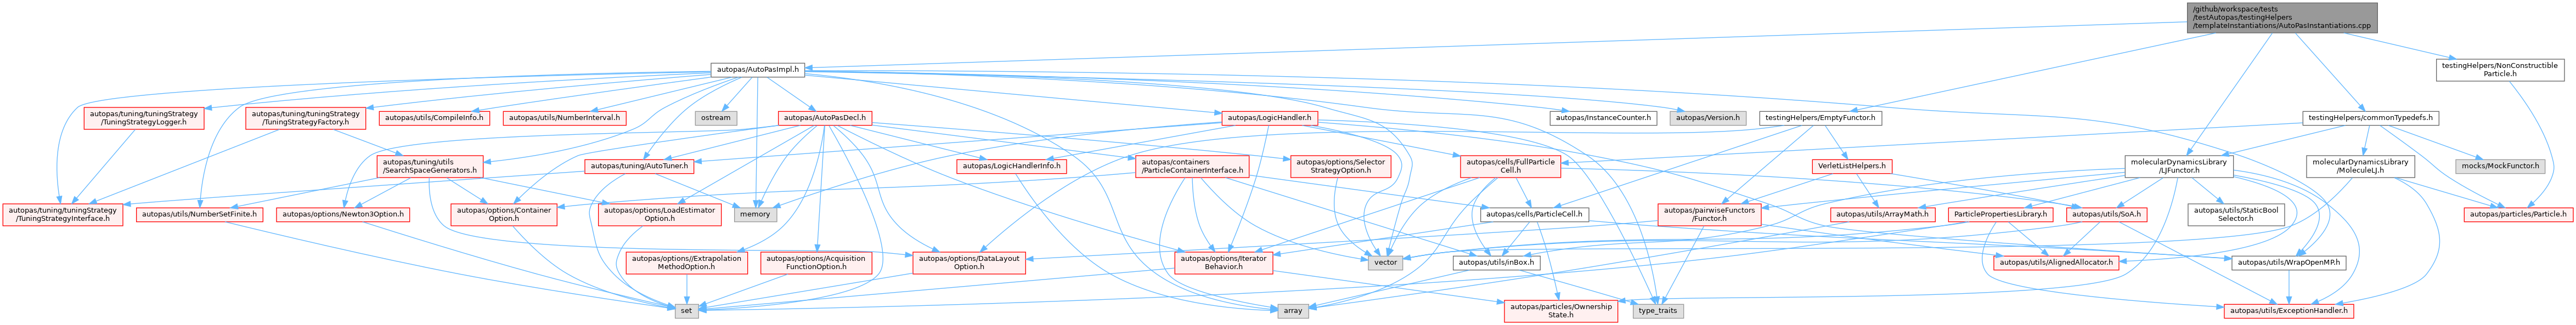 /github/workspace/tests
/testAutopas/testingHelpers
/templateInstantiations/AutoPasInstantiations.cpp
autopas/AutoPasImpl.h
testingHelpers/NonConstructible
Particle.h
autopas/tuning/tuningStrategy
/TuningStrategyLogger.h
autopas/tuning/tuningStrategy
/TuningStrategyFactory.h
autopas/utils/CompileInfo.h
autopas/utils/NumberInterval.h
ostream
autopas/AutoPasDecl.h
autopas/LogicHandler.h
autopas/InstanceCounter.h
autopas/Version.h
testingHelpers/EmptyFunctor.h
testingHelpers/commonTypedefs.h
autopas/tuning/utils
/SearchSpaceGenerators.h
autopas/tuning/AutoTuner.h
autopas/LogicHandlerInfo.h
autopas/containers
/ParticleContainerInterface.h
autopas/options/Selector
StrategyOption.h
autopas/cells/FullParticle
Cell.h
VerletListHelpers.h
molecularDynamicsLibrary
/LJFunctor.h
molecularDynamicsLibrary
/MoleculeLJ.h
mocks/MockFunctor.h
autopas/tuning/tuningStrategy
/TuningStrategyInterface.h
autopas/utils/NumberSetFinite.h
autopas/options/Newton3Option.h
autopas/options/Container
Option.h
autopas/options/LoadEstimator
Option.h
memory
autopas/cells/ParticleCell.h
autopas/pairwiseFunctors
/Functor.h
autopas/utils/ArrayMath.h
ParticlePropertiesLibrary.h
autopas/utils/SoA.h
autopas/utils/StaticBool
Selector.h
autopas/particles/Particle.h
autopas/options//Extrapolation
MethodOption.h
autopas/options/Acquisition
FunctionOption.h
autopas/options/DataLayout
Option.h
autopas/options/Iterator
Behavior.h
vector
autopas/utils/inBox.h
autopas/utils/AlignedAllocator.h
autopas/utils/WrapOpenMP.h
set
array
autopas/particles/Ownership
State.h
type_traits
autopas/utils/ExceptionHandler.h